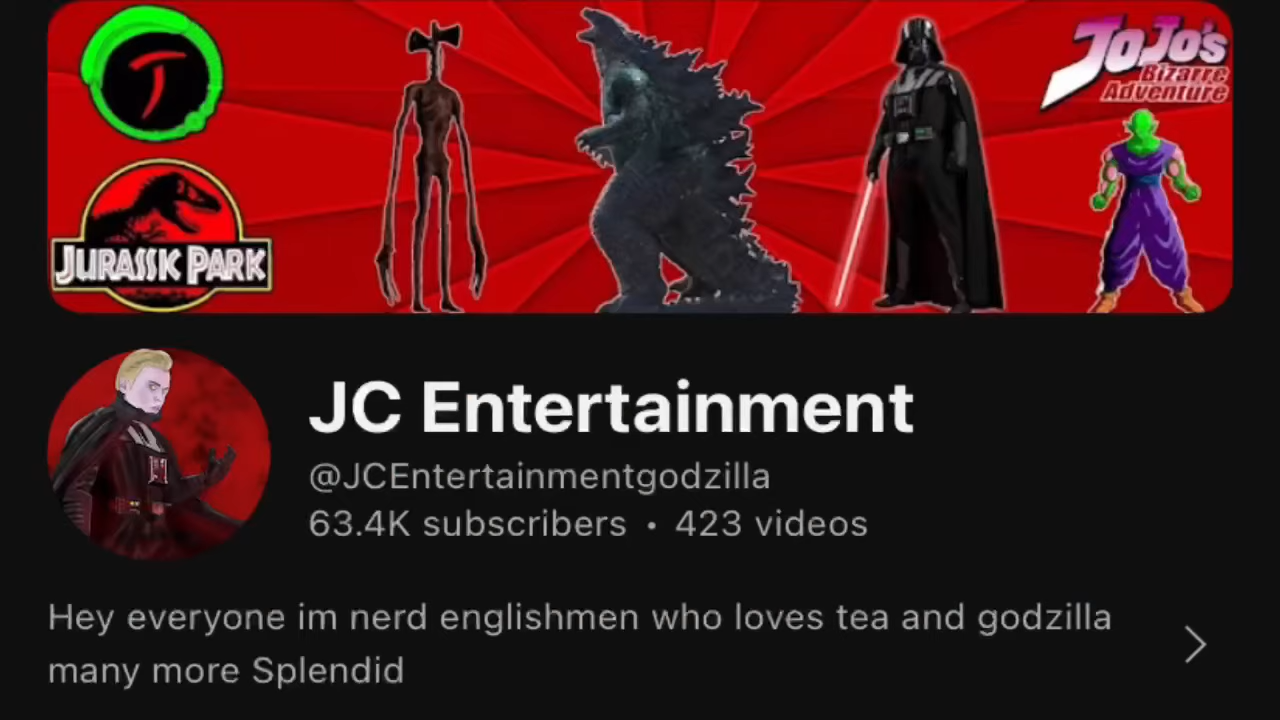 JoJo's
Bizarre
Adventure
JURASSIC PARK
JC Entertainment
@JCEntertainmentgodzilla
63.4K subscribers • 423 videos
Hey everyone im nerd englishmen who loves tea and godzilla
many more Splendid